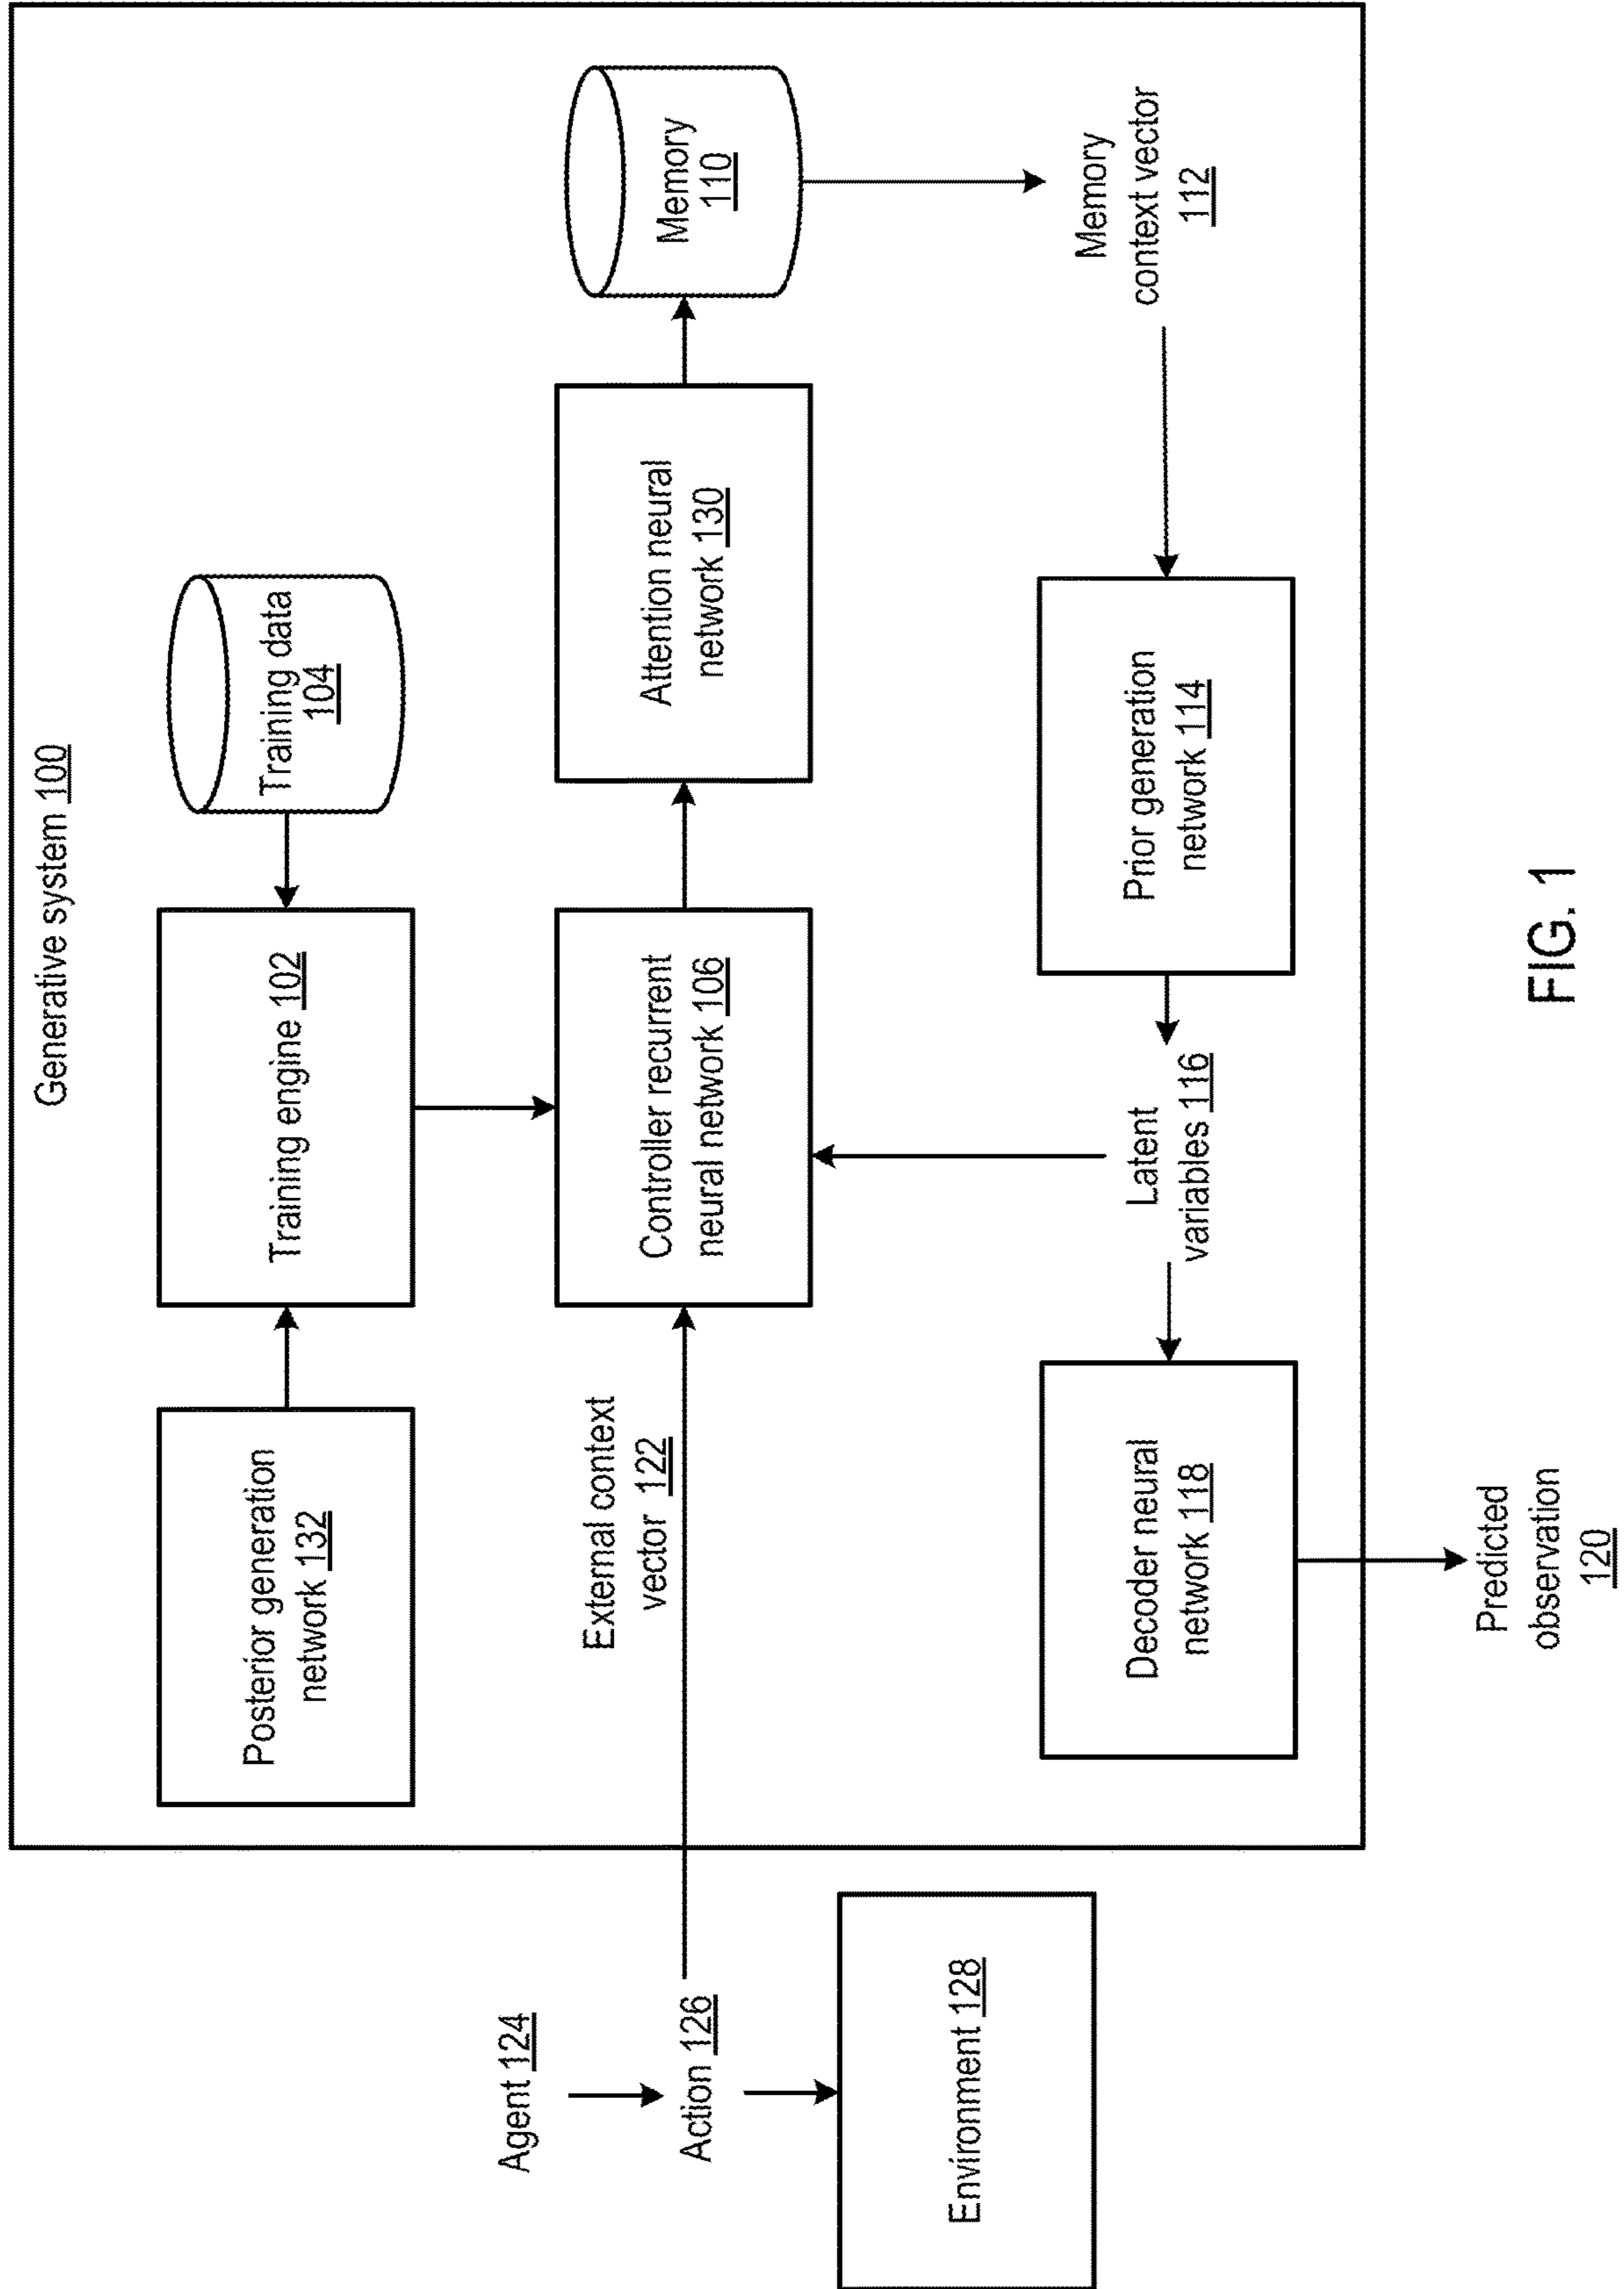 Generative system 100
Posterior generation
network 132
Training engine 102
Training data
104
External context
vector 122
Controller recurrent
neural network 106
Attention neural
network 130
Memory
110
Agent 124
Action 126
Environment 128
Decoder neural
network 118
Latent
variables 116
Prior generation
network 114
Memory
context vector
112
Predicted
observation
120
FIG. 1